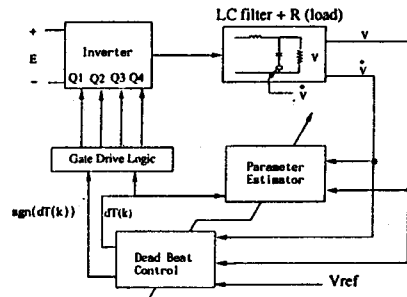 LC filter + R (load)
+
E
−
Inverter
Q1 Q2 Q3 Q4
V
V
V̇
V̇
Gate Drive Logic
Parameter
Estimator
sgn(dT(k))
dT(k)
Dead Beat
Control
Vref